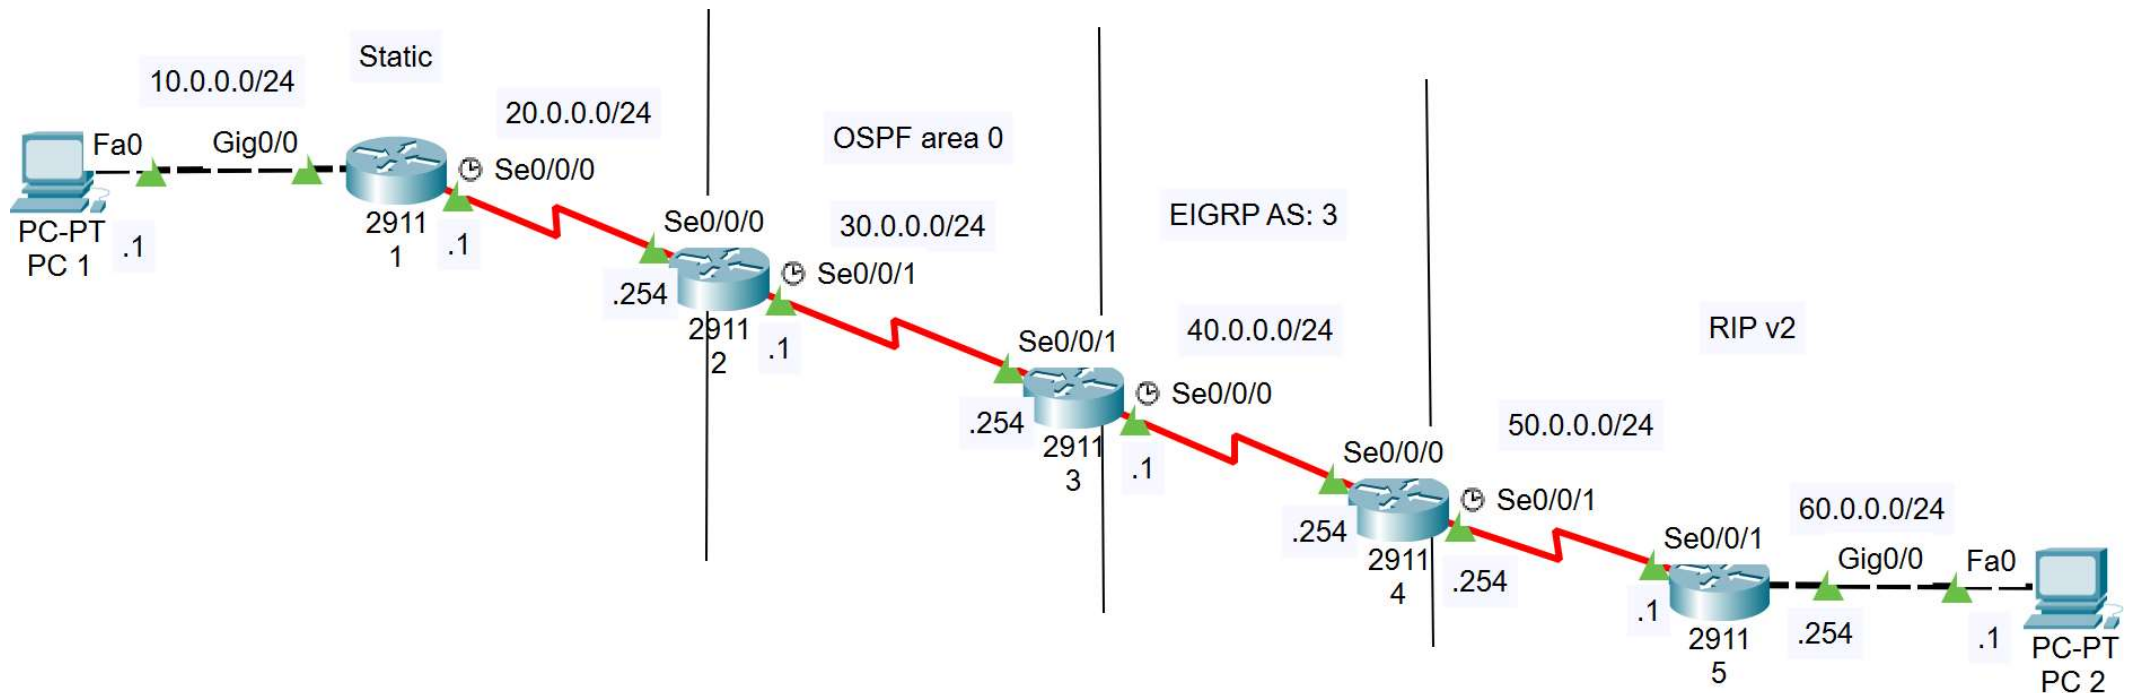 Static
10.0.0.0/24
20.0.0.0/24
Fa0
Gig0/0
Se0/0/0
PC-PT
PC 1
.1
2911
1
.1
OSPF area 0
Se0/0/0
30.0.0.0/24
.254
Se0/0/1
2911
2
.1
EIGRP AS: 3
Se0/0/1
40.0.0.0/24
.254
Se0/0/0
2911
3
.1
RIP v2
Se0/0/0
50.0.0.0/24
.254
Se0/0/1
2911
4
.254
60.0.0.0/24
Se0/0/1
Gig0/0
Fa0
.1
2911
5
.254
.1
PC-PT
PC 2